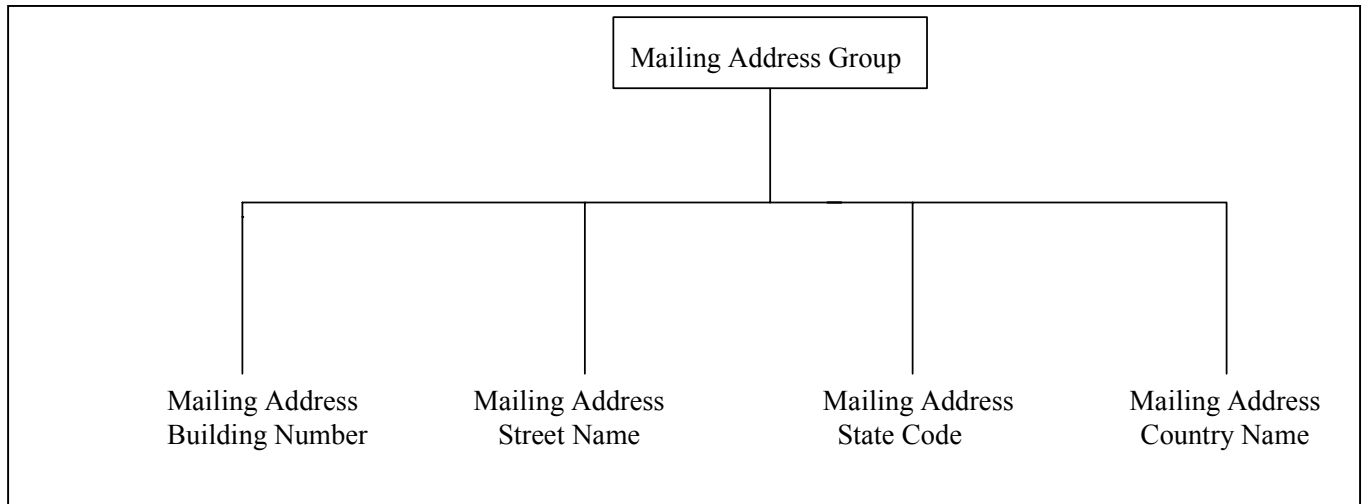 Mailing Address Group
Mailing Address
Building Number
Mailing Address
Street Name
Mailing Address
State Code
Mailing Address
Country Name